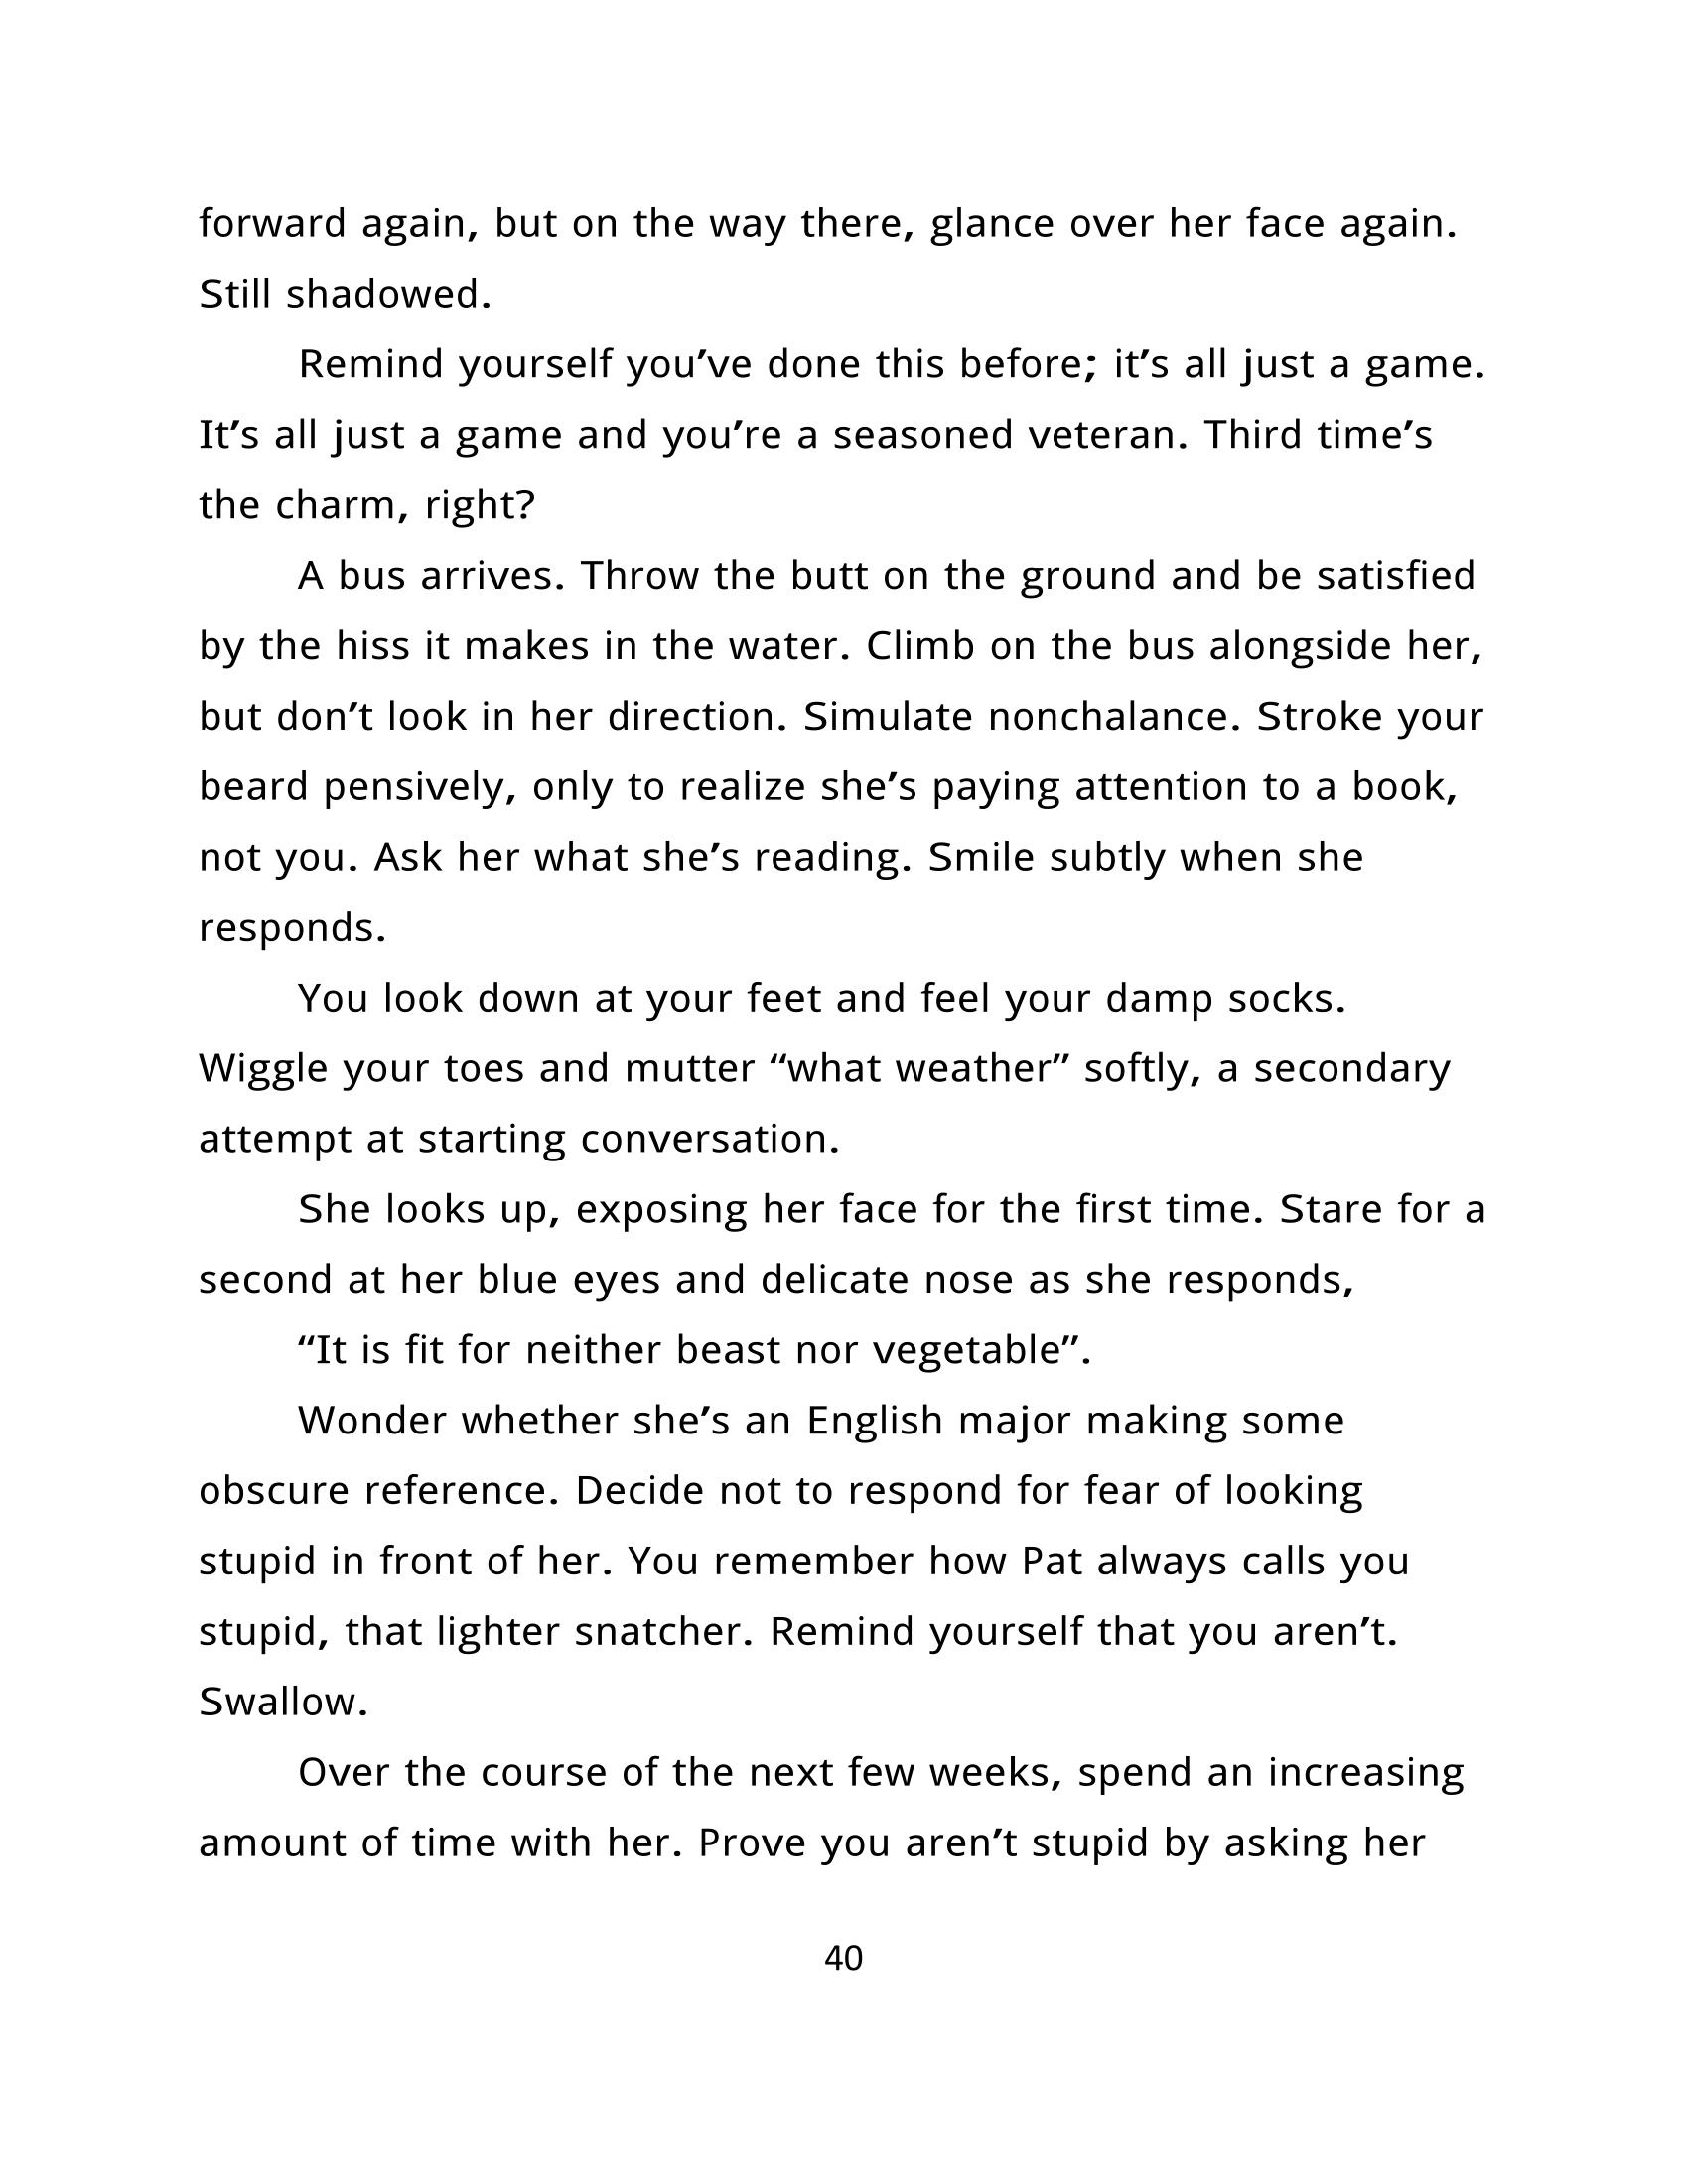 forward again, but on the way there, glance over her face again.
Still shadowed.
Remind yourself you’ve done this before; it’s all just a game.
It’s all just a game and you’re a seasoned veteran. Third time’s
the charm, right?
A bus arrives. Throw the butt on the ground and be satisfied
by the hiss it makes in the water. Climb on the bus alongside her,
but don’t look in her direction. Simulate nonchalance. Stroke your
beard pensively, only to realize she’s paying attention to a book,
not you. Ask her what she’s reading. Smile subtly when she
responds.
You look down at your feet and feel your damp socks.
Wiggle your toes and mutter “what weather” softly, a secondary
attempt at starting conversation.
She looks up, exposing her face for the first time. Stare for a
second at her blue eyes and delicate nose as she responds,
“It is fit for neither beast nor vegetable”.
Wonder whether she’s an English major making some
obscure reference. Decide not to respond for fear of looking
stupid in front of her. You remember how Pat always calls you
stupid, that lighter snatcher. Remind yourself that you aren’t.
Swallow.
Over the course of the next few weeks, spend an increasing
amount of time with her. Prove you aren’t stupid by asking her
40